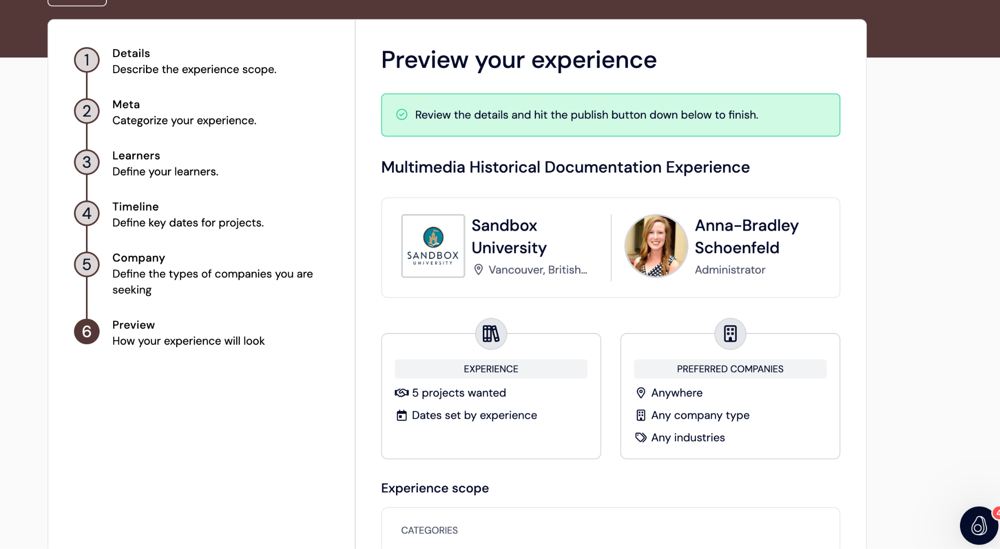 1
Details
Describe the experience scope.
2
Meta
Categorize your experience.
3
Learners
Define your learners.
4
Timeline
Define key dates for projects.
5
Company
Define the types of companies you are
seeking
6
Preview
How your experience will look
Preview your experience
Review the details and hit the publish button down below to finish.
Multimedia Historical Documentation Experience
SANDBOX
UNIVERSITY
Sandbox
University
Vancouver, British...
Anna-Bradley
Schoenfeld
Administrator
EXPERIENCE
5 projects wanted
Dates set by experience
PREFERRED COMPANIES
Anywhere
Any company type
Any industries
Experience scope
CATEGORIES
4